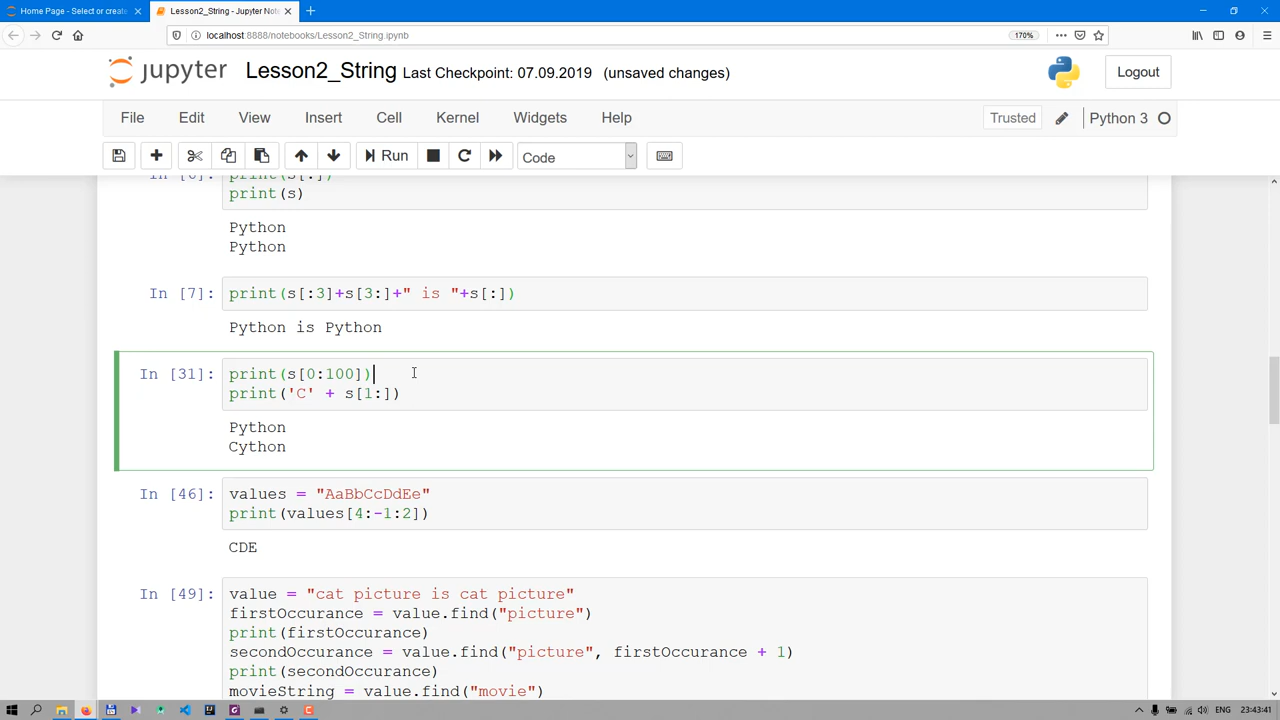 Home Page - Select or create
Lesson2_String - Jupyter Note
localhost:8888/notebooks/Lesson2_String.ipynb
170%
jupyter
Lesson2_String Last Checkpoint: 07.09.2019 (unsaved changes)
Logout
File Edit View Insert Cell Kernel Widgets Help
Trusted
Python 3
Run
Code
In [6]: print(s[:])
print(s)
Python
Python
In [7]: print(s[:3]+s[3:]+" is "+s[:])
Python is Python
In [31]: print(s[0:100])
print('C' + s[1:])
Python
Cython
In [46]: values = "AaBbCcDdEe"
print(values[4:-1:2])
CDE
In [49]: value = "cat picture is cat picture"
firstOccurance = value.find("picture")
print(firstOccurance)
secondOccurance = value.find("picture", firstOccurance + 1)
print(secondOccurance)
movieString = value.find("movie")
ENG 23:43:41